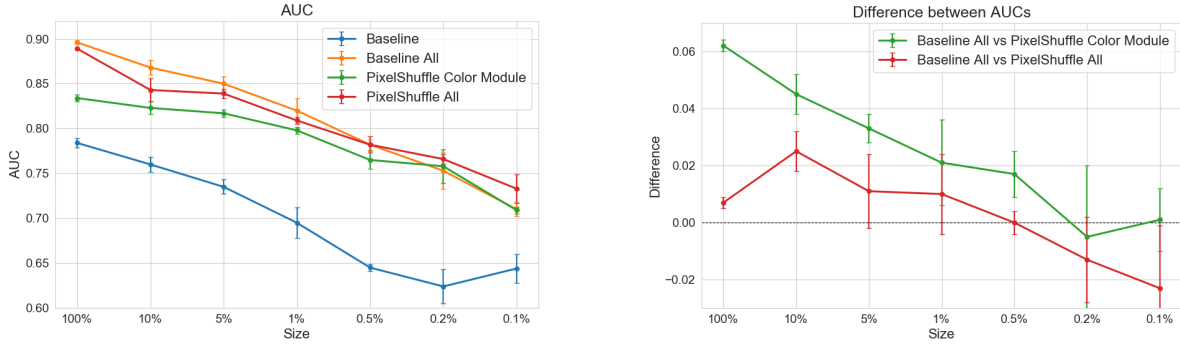 AUC
0.90
0.85
0.80
0.75
0.70
0.65
0.60
AUC
Baseline
Baseline All
PixelShuffle Color Module
PixelShuffle All
100% 10% 5% 1% 0.5% 0.2% 0.1%
Size
Difference between AUCs
0.06
0.04
0.02
0.00
−0.02
Difference
Baseline All vs PixelShuffle Color Module
Baseline All vs PixelShuffle All
100% 10% 5% 1% 0.5% 0.2% 0.1%
Size